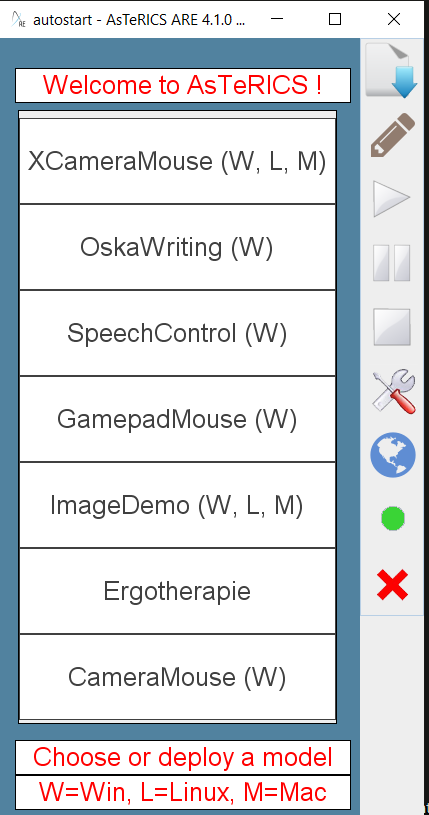 autostart - AsTeRICS ARE 4.1.0 ...
Welcome to AsTeRICS !
XCameraMouse (W, L, M)
OskaWriting (W)
SpeechControl (W)
GamepadMouse (W)
ImageDemo (W, L, M)
Ergotherapie
CameraMouse (W)
Choose or deploy a model
W=Win, L=Linux, M=Mac